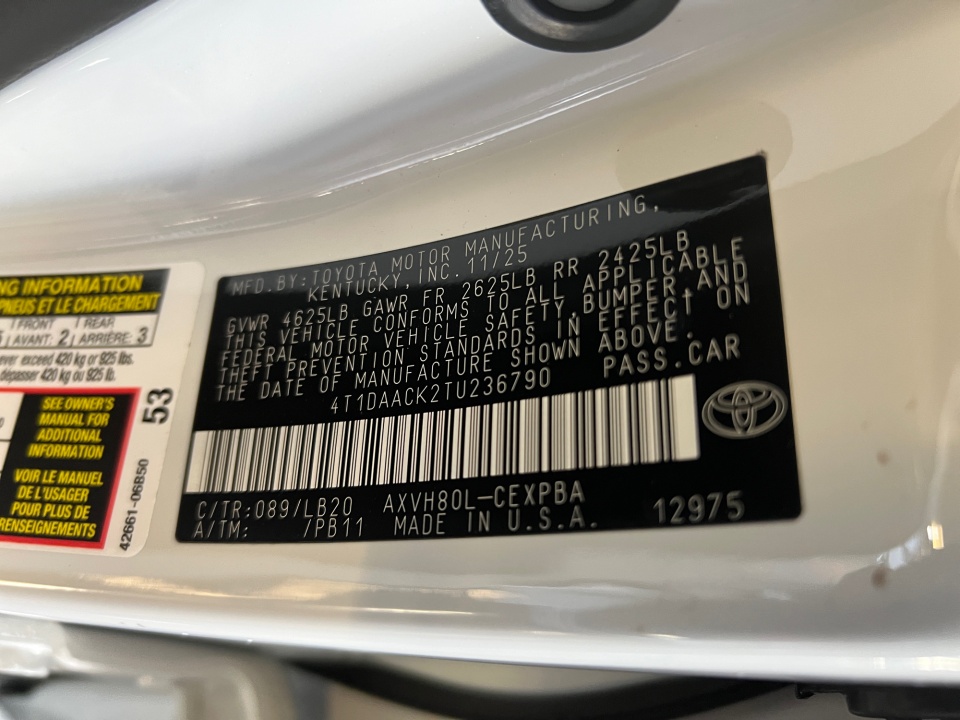 NG INFORMATION
PNEUS ET LE CHARGEMENT
FRONT REAR
AVANT: 2 ARRIÈRE: 3
ever exceed 420 kg or 925 lbs.
dépasser 420 kg ou 925 lb.
SEE OWNER'S
MANUAL FOR
ADDITIONAL
INFORMATION
VOIR LE MANUEL
DE L'USAGER
POUR PLUS DE
RENSEIGNEMENTS
53
42661-06B50
MFD.BY:TOYOTA MOTOR MANUFACTURING,
KENTUCKY,INC.11/25
GVWR 4625LB GAWR FR 2625LB RR 2425LB
THIS VEHICLE CONFORMS TO ALL APPLICABLE
FEDERAL MOTOR VEHICLE SAFETY,BUMPER,AND
THEFT PREVENTION STANDARDS IN EFFECT ON
THE DATE OF MANUFACTURE SHOWN ABOVE.
4T1DAACK2TU236790 PASS.CAR
C/TR:089/LB20 AXVH80L-CEXPBA
A/TM: /PB11 MADE IN U.S.A. 12975